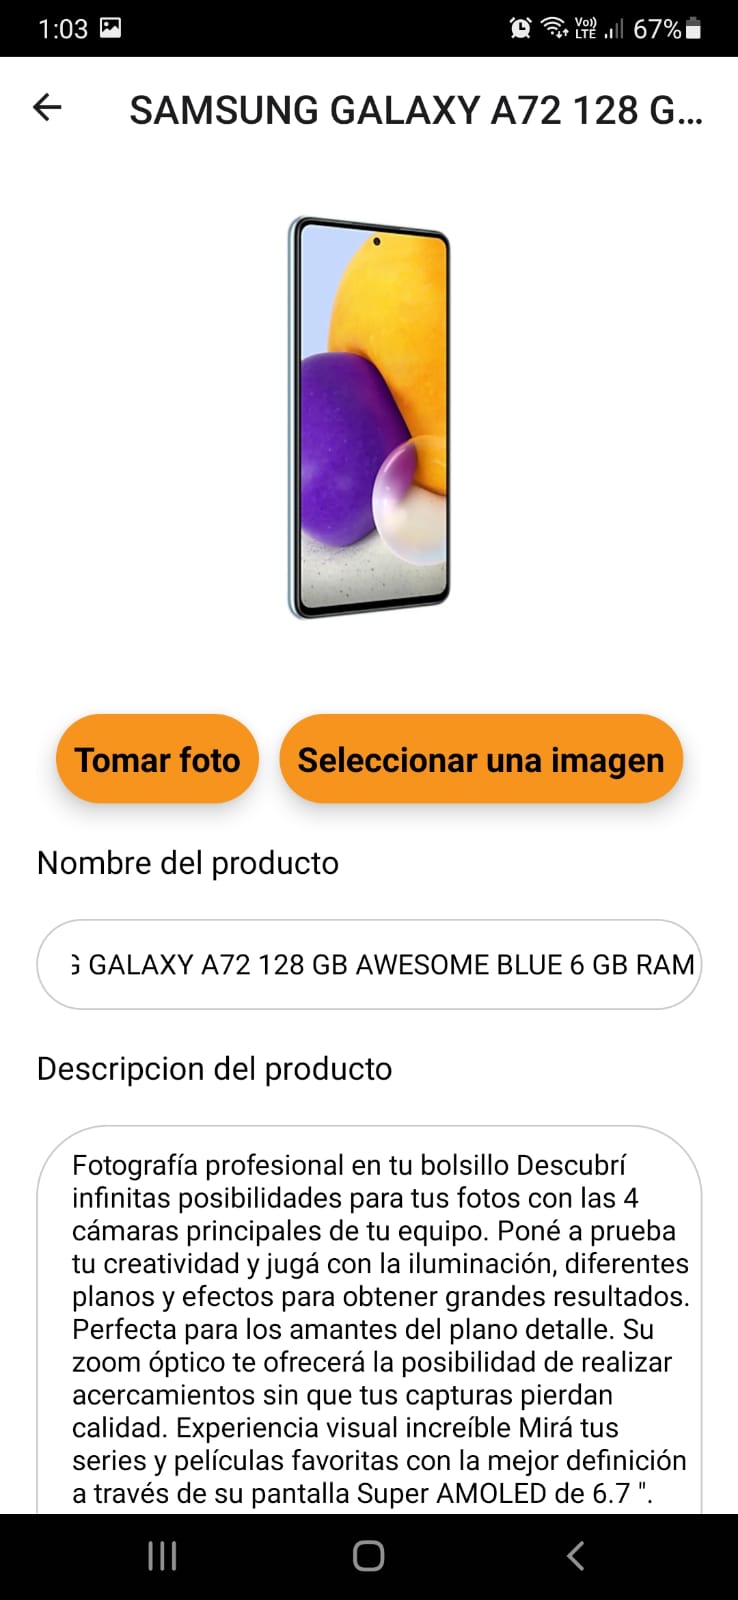 1:03
Vo))
LTE
67%
SAMSUNG GALAXY A72 128 G...
Tomar foto
Seleccionar una imagen
Nombre del producto
G GALAXY A72 128 GB AWESOME BLUE 6 GB RAM
Descripcion del producto
Fotografía profesional en tu bolsillo Descubrí
infinitas posibilidades para tus fotos con las 4
cámaras principales de tu equipo. Poné a prueba
tu creatividad y jugá con la iluminación, diferentes
planos y efectos para obtener grandes resultados.
Perfecta para los amantes del plano detalle. Su
zoom óptico te ofrecerá la posibilidad de realizar
acercamientos sin que tus capturas pierdan
calidad. Experiencia visual increíble Mirá tus
series y películas favoritas con la mejor definición
a través de su pantalla Super AMOLED de 6.7 ".